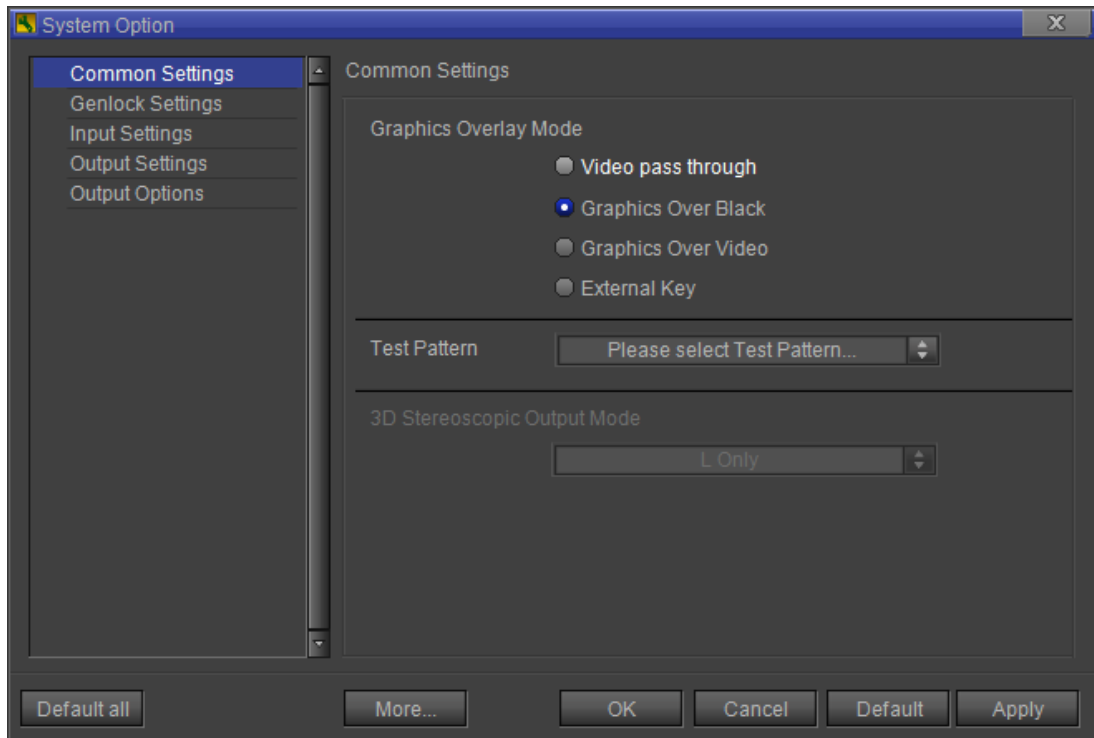 System Option
Common Settings
Genlock Settings
Input Settings
Output Settings
Output Options
Common Settings
Graphics Overlay Mode
Video pass through
Graphics Over Black
Graphics Over Video
External Key
Test Pattern
Please select Test Pattern...
3D Stereoscopic Output Mode
L Only
Default all
More...
OK
Cancel
Default
Apply